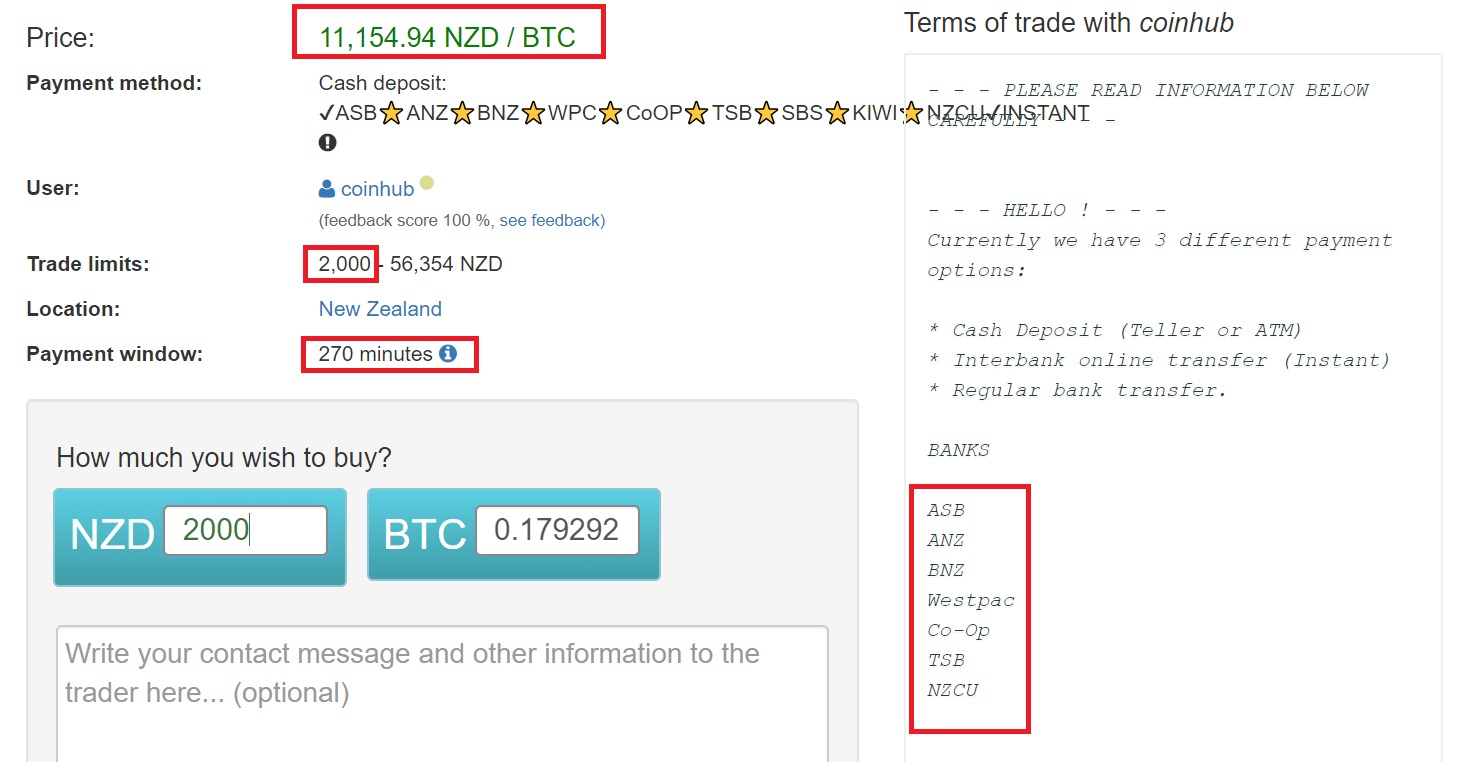 Price:
11,154.94 NZD / BTC
Payment method:
Cash deposit:
✓ASB⭐ANZ⭐BNZ⭐WPC⭐CoOP⭐TSB⭐SBS⭐KIWI⭐NZCU✓INSTANT
User:
coinhub
(feedback score 100 %, see feedback)
Trade limits:
2,000 - 56,354 NZD
Location:
New Zealand
Payment window:
270 minutes
How much you wish to buy?
NZD 2000
BTC 0.179292
Write your contact message and other information to the
trader here... (optional)
Terms of trade with coinhub
- - - PLEASE READ INFORMATION BELOW
CAREFULLY - - -
- - - HELLO ! - - -
Currently we have 3 different payment
options:
* Cash Deposit (Teller or ATM)
* Interbank online transfer (Instant)
* Regular bank transfer.
BANKS
ASB
ANZ
BNZ
Westpac
Co-Op
TSB
NZCU